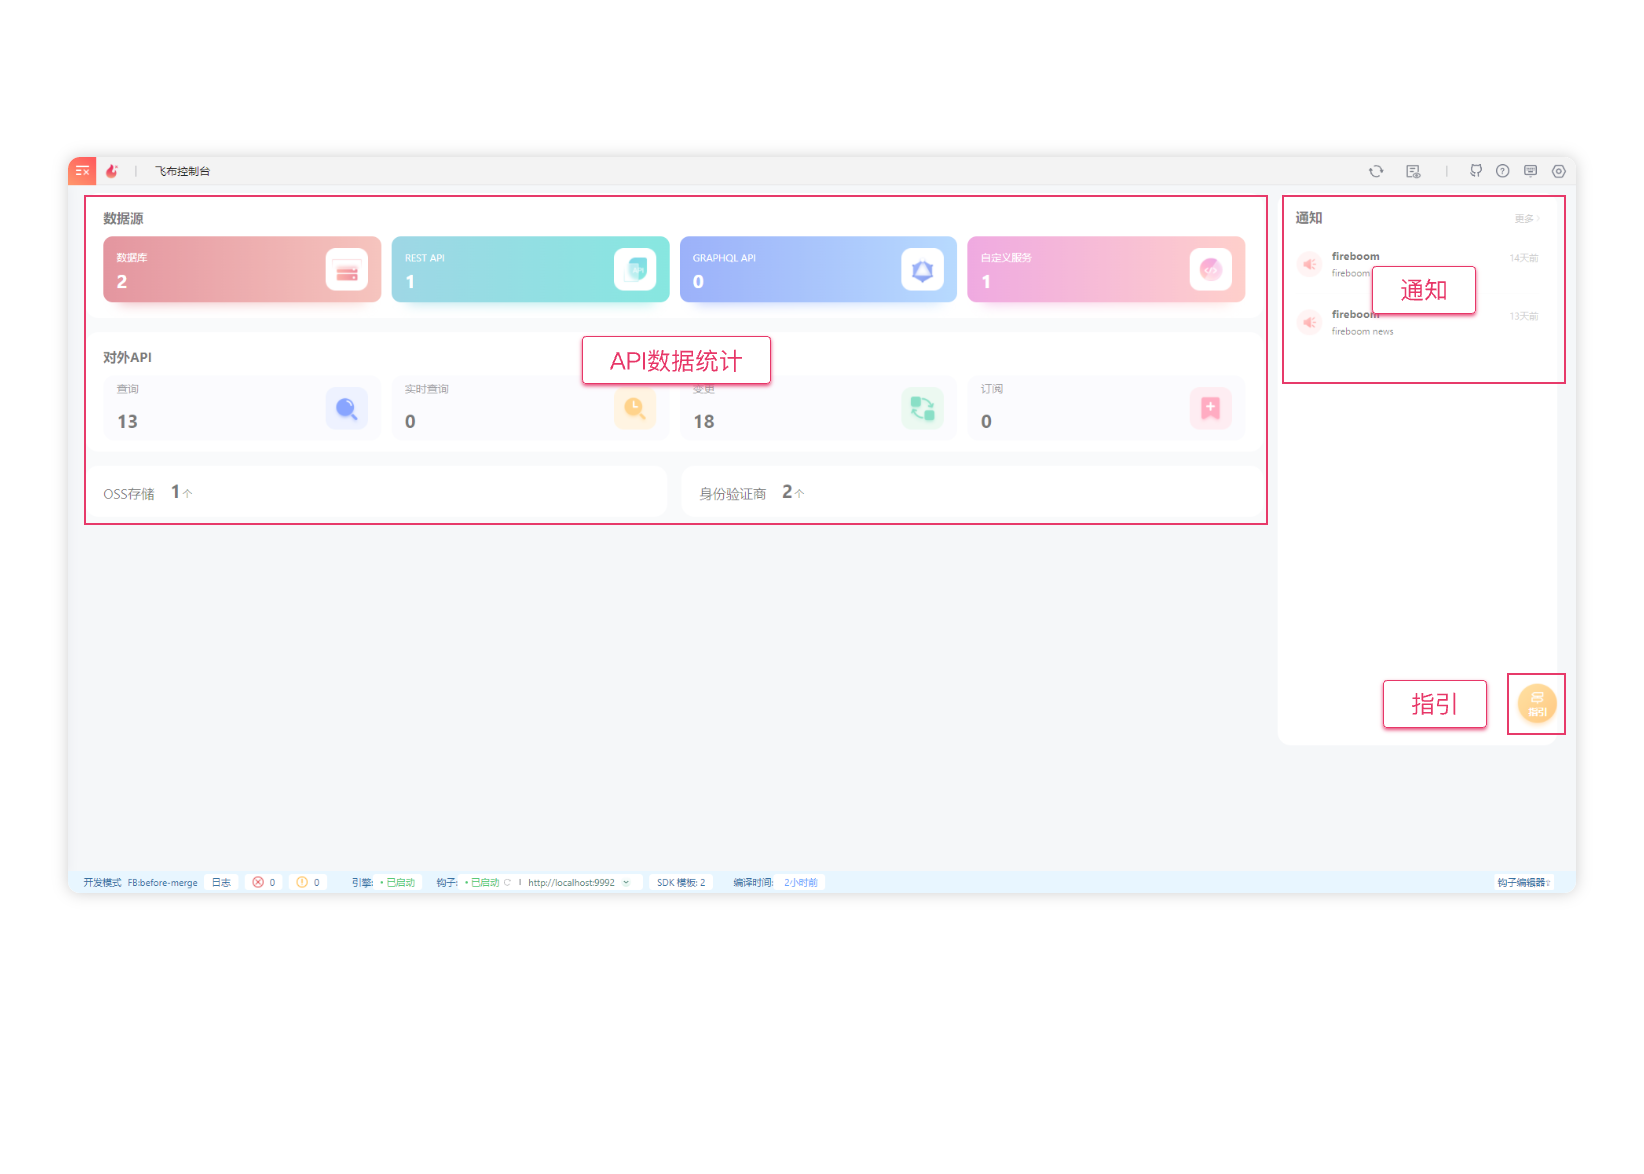 飞布控制台
数据源
数据库
2
REST API
1
GRAPHQL API
0
自定义服务
1
API数据统计
对外API
查询
13
实时查询
0
变更
18
订阅
0
OSS存储 1个
身份验证商 2个
通知
更多
fireboom
14天前
fireboom
通知
fireboom
13天前
fireboom news
指引
指引
开发模式 FB:before-merge 日志 0 0 引擎: 已启动 钩子: 已启动 http://localhost:9992 SDK 模板: 2 编译时间: 2小时前 钩子编辑器